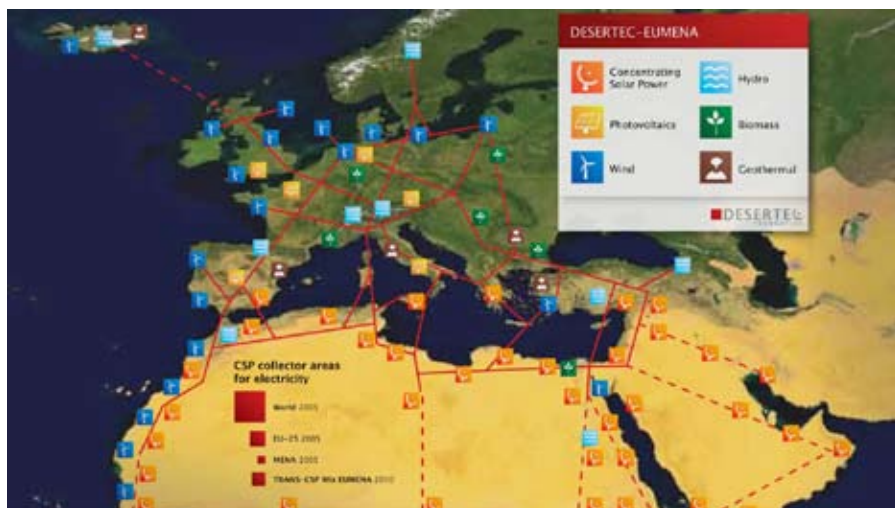 DESERTEC-EUMENA
Concentrating
Solar Power
Hydro
Photovoltaics
Biomass
Wind
Geothermal
DESERTEC
FOUNDATION
CSP collector areas
for electricity
World 2005
EU-25 2005
MENA 2005
TRANS-CSP Mix EUMENA